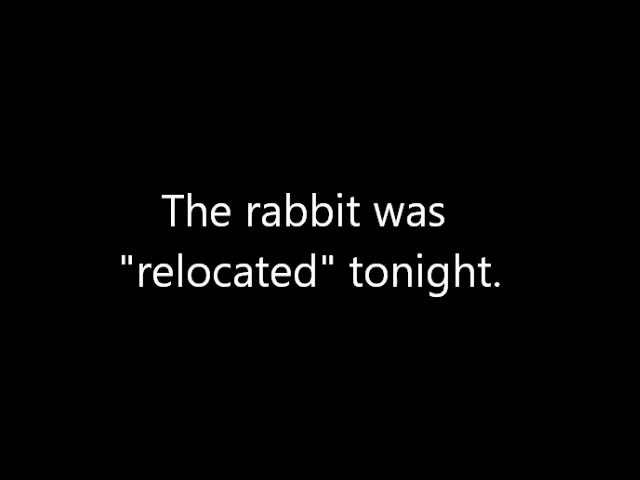 The rabbit was
"relocated" tonight.